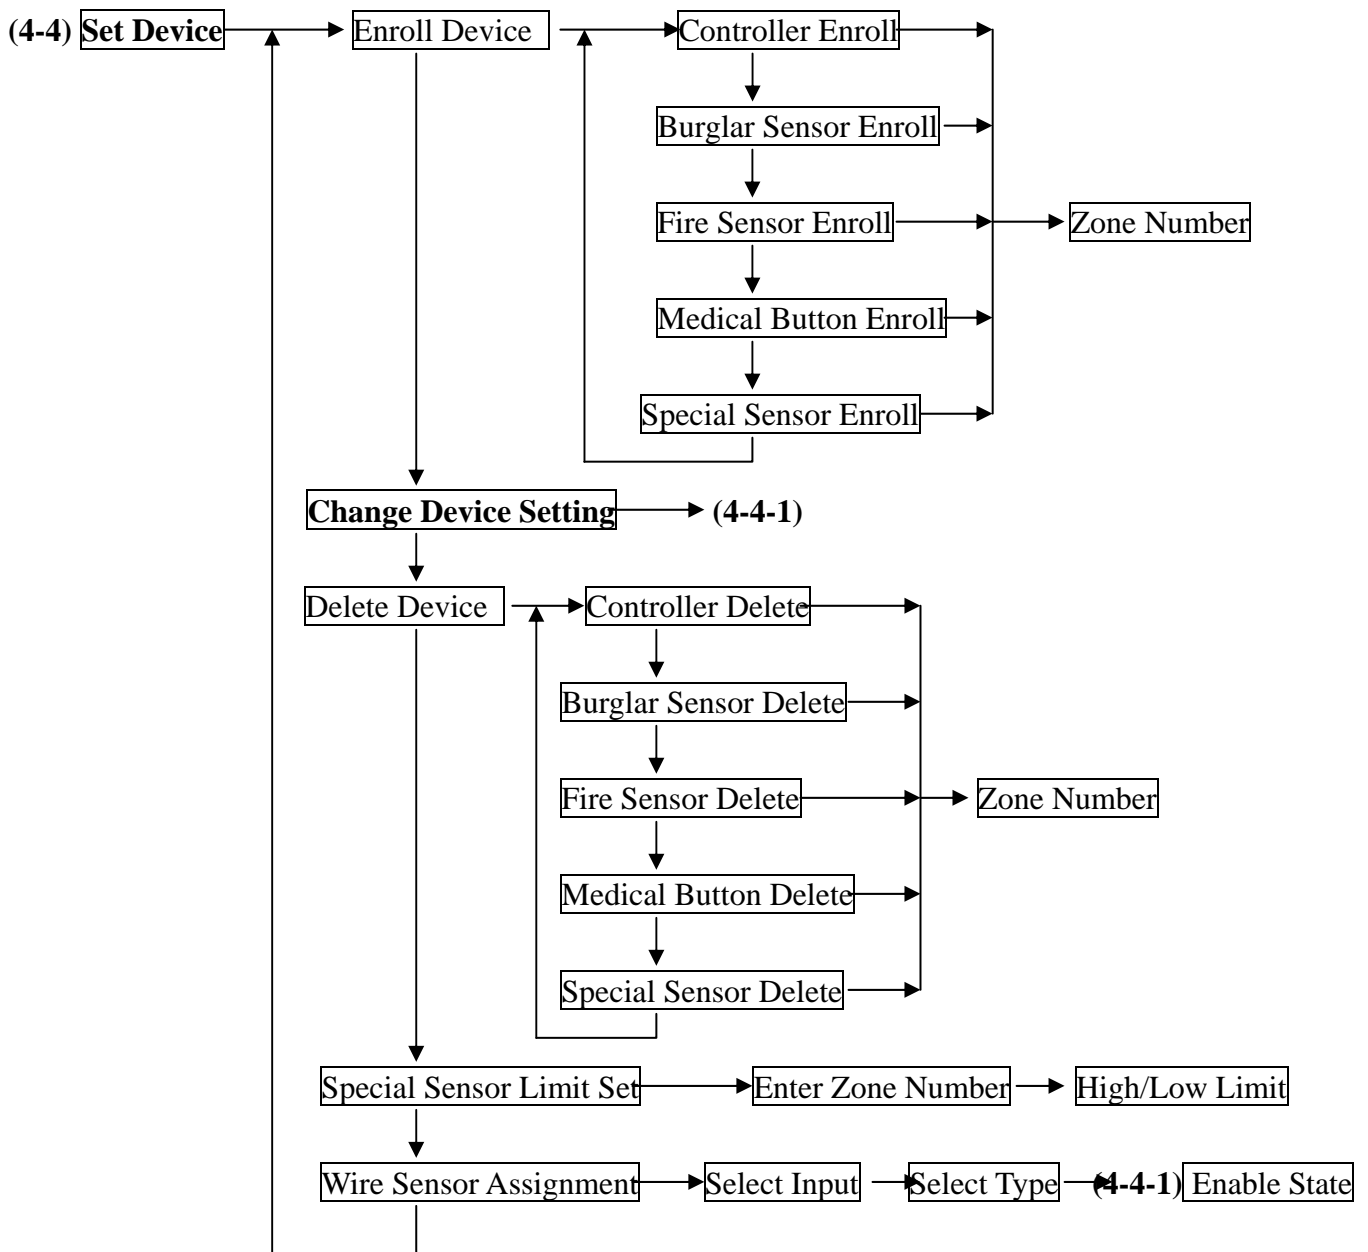 (4-4) Set Device Enroll Device Controller Enroll
Burglar Sensor Enroll
Fire Sensor Enroll Zone Number
Medical Button Enroll
Special Sensor Enroll
Change Device Setting (4-4-1)
Delete Device Controller Delete
Burglar Sensor Delete
Fire Sensor Delete Zone Number
Medical Button Delete
Special Sensor Delete
Special Sensor Limit Set Enter Zone Number High/Low Limit
Wire Sensor Assignment Select Input Select Type (4-4-1) Enable State